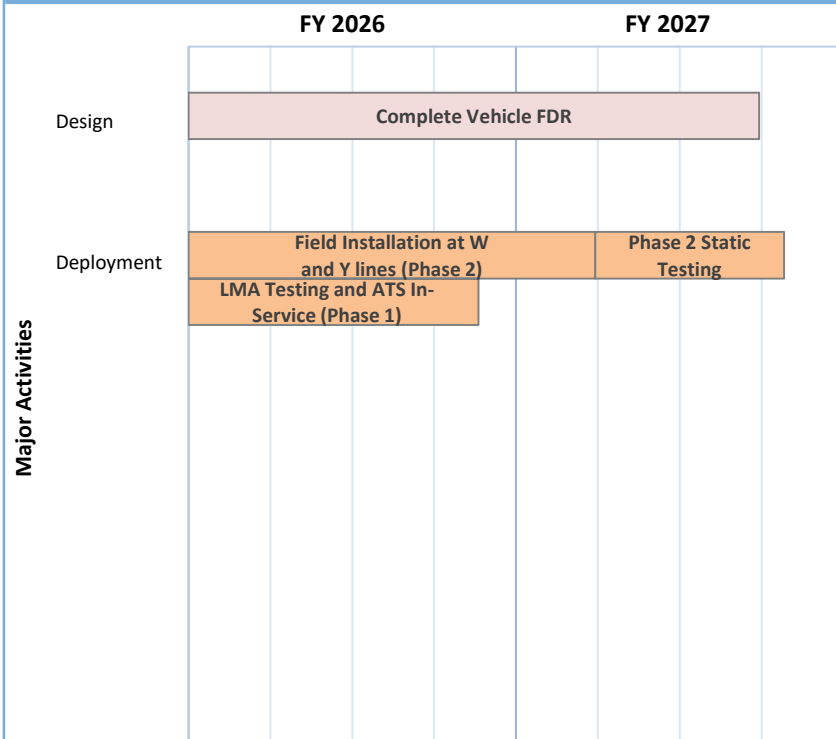 FY 2026
FY 2027
Design
Complete Vehicle FDR
Deployment
Field Installation at W
and Y lines (Phase 2)
Phase 2 Static
Testing
LMA Testing and ATS In-
Service (Phase 1)
Major Activities